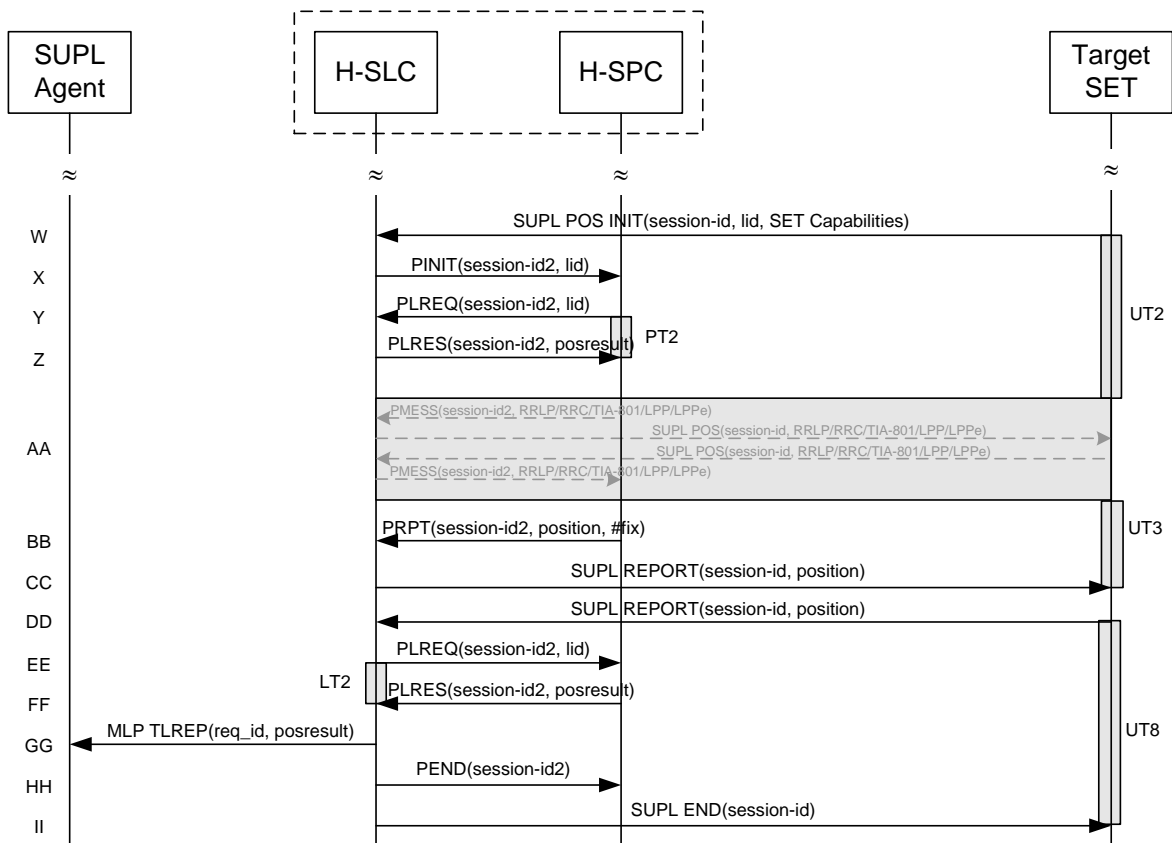 SUPL
Agent
H-SLC
H-SPC
Target
SET
≈
≈
≈
≈
W
SUPL POS INIT(session-id, lid, SET Capabilities)
X
PINIT(session-id2, lid)
Y
PLREQ(session-id2, lid)
UT2
PT2
Z
PLRES(session-id2, posresult)
AA
PMESS(session-id2, RRLP/RRC/TIA-801/LPP/LPPe)
SUPL POS(session-id, RRLP/RRC/TIA-801/LPP/LPPe)
SUPL POS(session-id, RRLP/RRC/TIA-801/LPP/LPPe)
PMESS(session-id2, RRLP/RRC/TIA-801/LPP/LPPe)
BB
PRPT(session-id2, position, #fix)
UT3
CC
SUPL REPORT(session-id, position)
DD
SUPL REPORT(session-id, position)
EE
PLREQ(session-id2, lid)
LT2
FF
PLRES(session-id2, posresult)
GG
MLP TLREP(req_id, posresult)
UT8
HH
PEND(session-id2)
II
SUPL END(session-id)